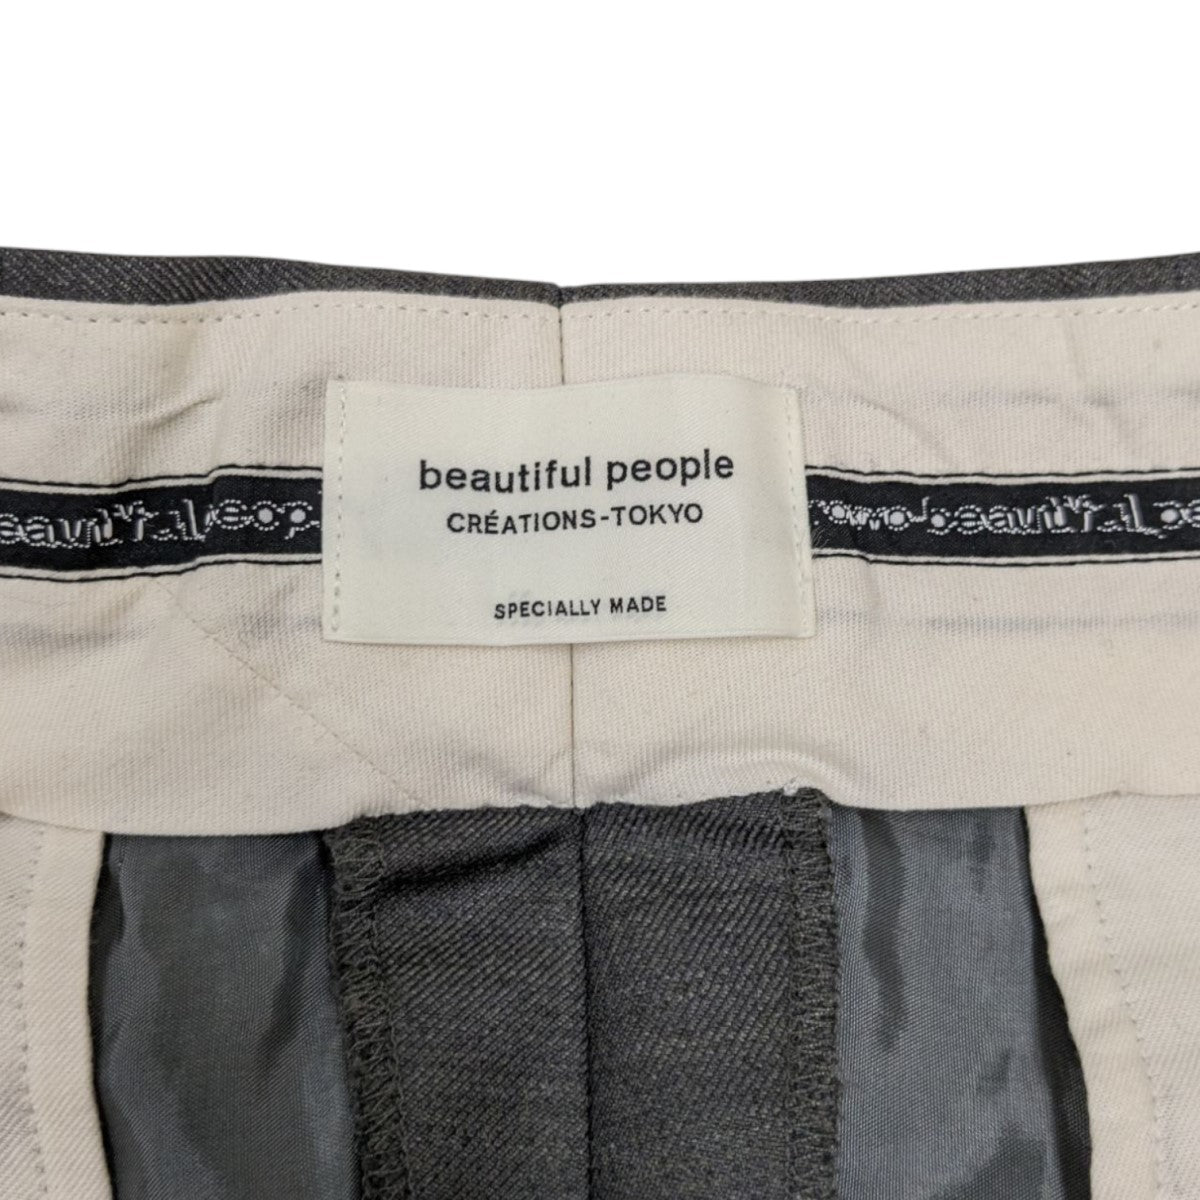 beautiful people
CRÉATIONS-TOKYO
SPECIALLY MADE